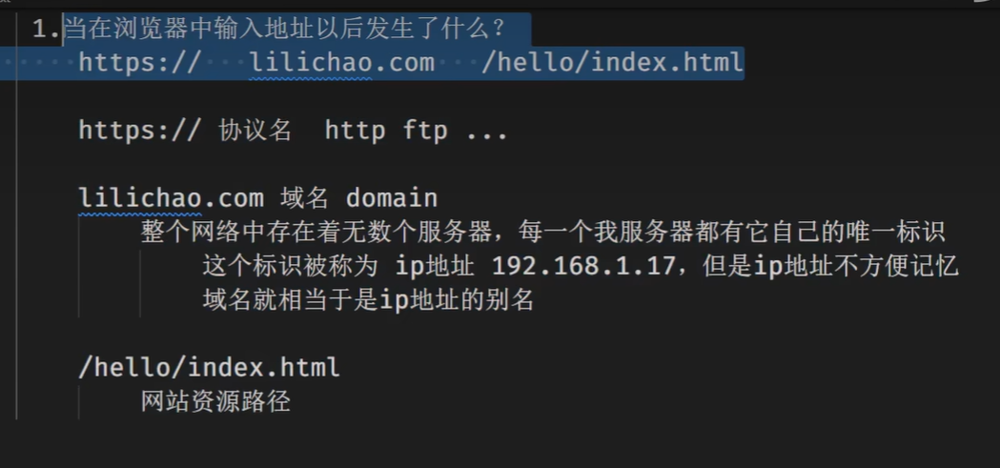 1.当在浏览器中输入地址以后发生了什么?
https:// lilichao.com /hello/index.html
https:// 协议名 http ftp ...
lilichao.com 域名 domain
整个网络中存在着无数个服务器，每一个我服务器都有它自己的唯一标识
这个标识被称为 ip地址 192.168.1.17，但是ip地址不方便记忆
域名就相当于是ip地址的别名
/hello/index.html
网站资源路径